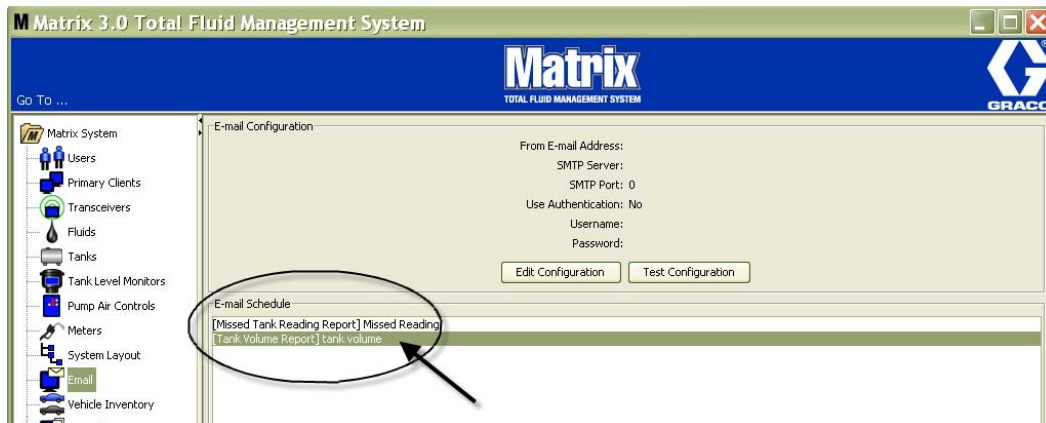 M Matrix 3.0 Total Fluid Management System
Matrix
TOTAL FLUID MANAGEMENT SYSTEM
Go To ...
GRACO
Matrix System
Users
Primary Clients
Transceivers
Fluids
Tanks
Tank Level Monitors
Pump Air Controls
Meters
System Layout
Email
Vehicle Inventory
E-mail Configuration
From E-mail Address:
SMTP Server:
SMTP Port: 0
Use Authentication: No
Username:
Password:
Edit Configuration Test Configuration
E-mail Schedule
[Missed Tank Reading Report] Missed Reading
[Tank Volume Report] tank volume